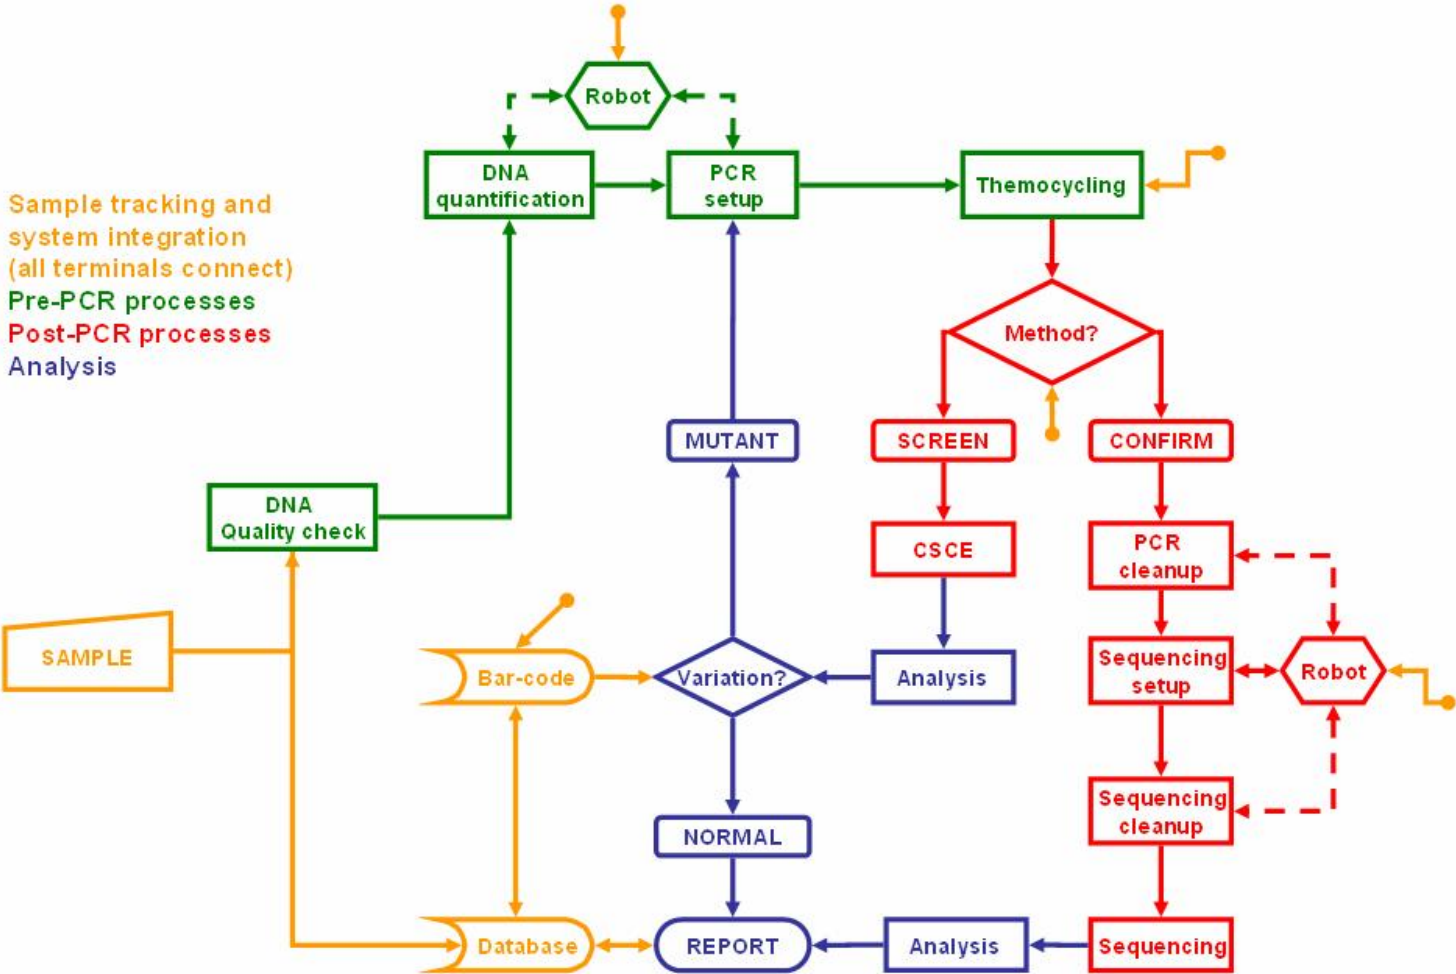 Robot
DNA
quantification
PCR
setup
Themocycling
Sample tracking and
system integration
(all terminals connect)
Pre-PCR processes
Post-PCR processes
Analysis
Method?
MUTANT
SCREEN
CONFIRM
DNA
Quality check
CSCE
PCR
cleanup
SAMPLE
Bar-code
Variation?
Analysis
Sequencing
setup
Robot
Sequencing
cleanup
NORMAL
Database
REPORT
Analysis
Sequencing